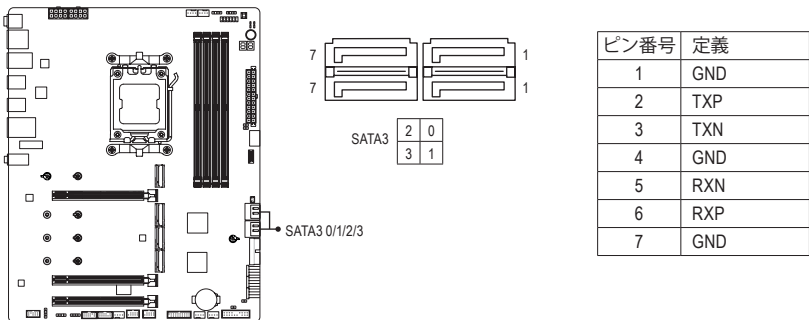 7
1
7
1
SATA3
2 0
3 1
SATA3 0/1/2/3
ピン番号 定義
1 GND
2 TXP
3 TXN
4 GND
5 RXN
6 RXP
7 GND